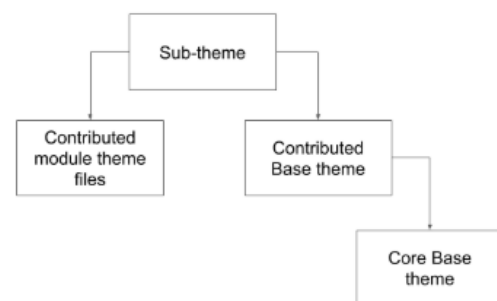 Sub-theme
Contributed
module theme
files
Contributed
Base theme
Core Base
theme